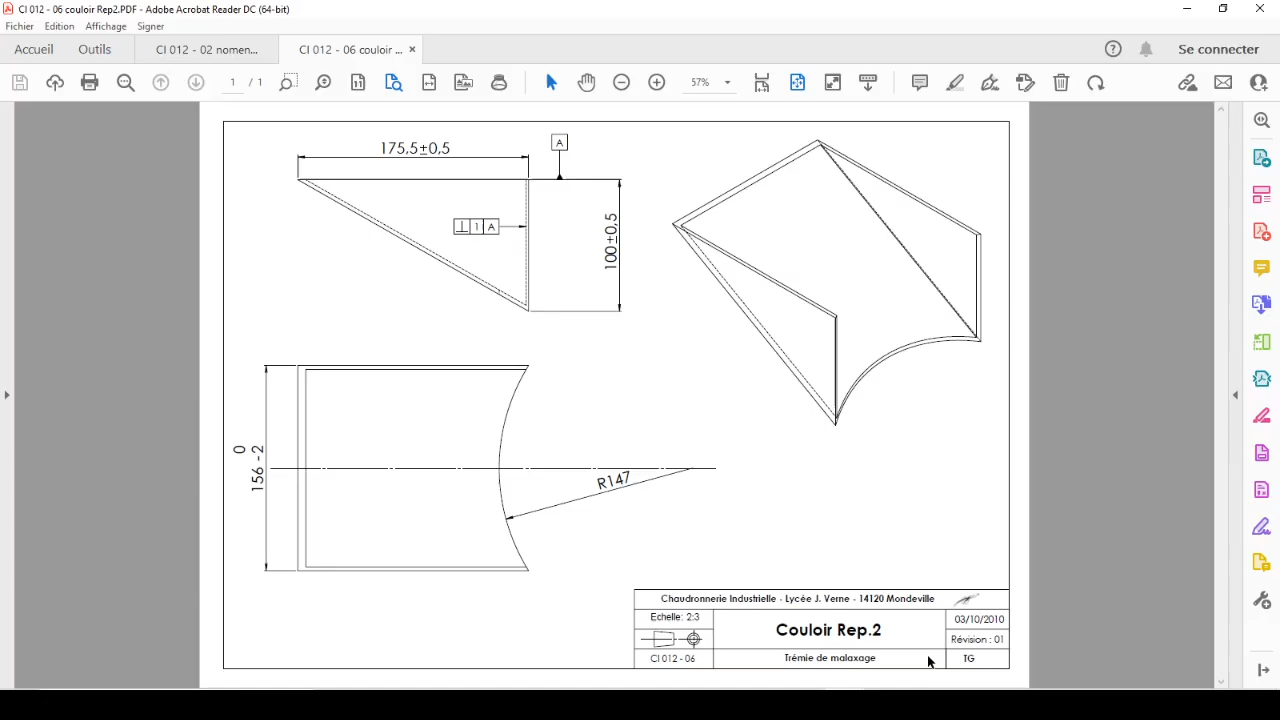 CI 012 - 06 couloir Rep2.PDF - Adobe Acrobat Reader DC (64-bit)
Fichier Edition Affichage Signer
Accueil Outils CI 012 - 02 nomen... CI 012 - 06 couloir ... × Se connecter
1 / 1 57%
175,5±0,5
A
⊥ 1 A
100±0,5
0
156 -2
R147
Chaudronnerie Industrielle - Lycée J. Verne - 14120 Mondeville
Echelle: 2:3
Couloir Rep.2
03/10/2010
Révision : 01
CI 012 - 06
Trémie de malaxage
TG